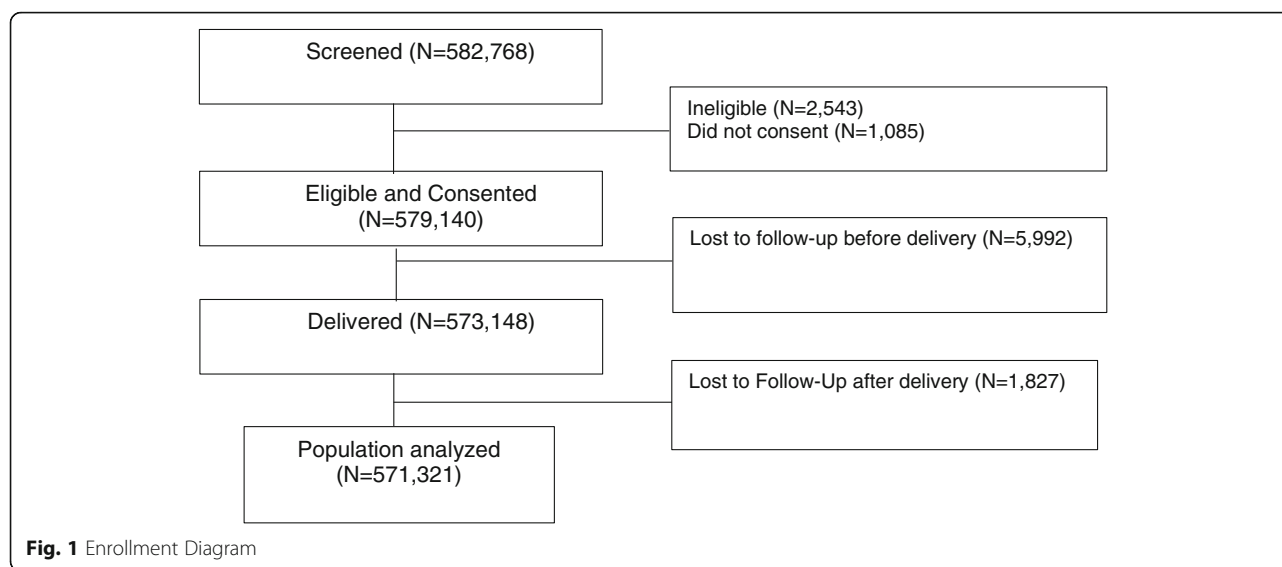 Screened (N=582,768)
Ineligible (N=2,543)
Did not consent (N=1,085)
Eligible and Consented
(N=579,140)
Lost to follow-up before delivery (N=5,992)
Delivered (N=573,148)
Lost to Follow-Up after delivery (N=1,827)
Population analyzed
(N=571,321)
Fig. 1 Enrollment Diagram